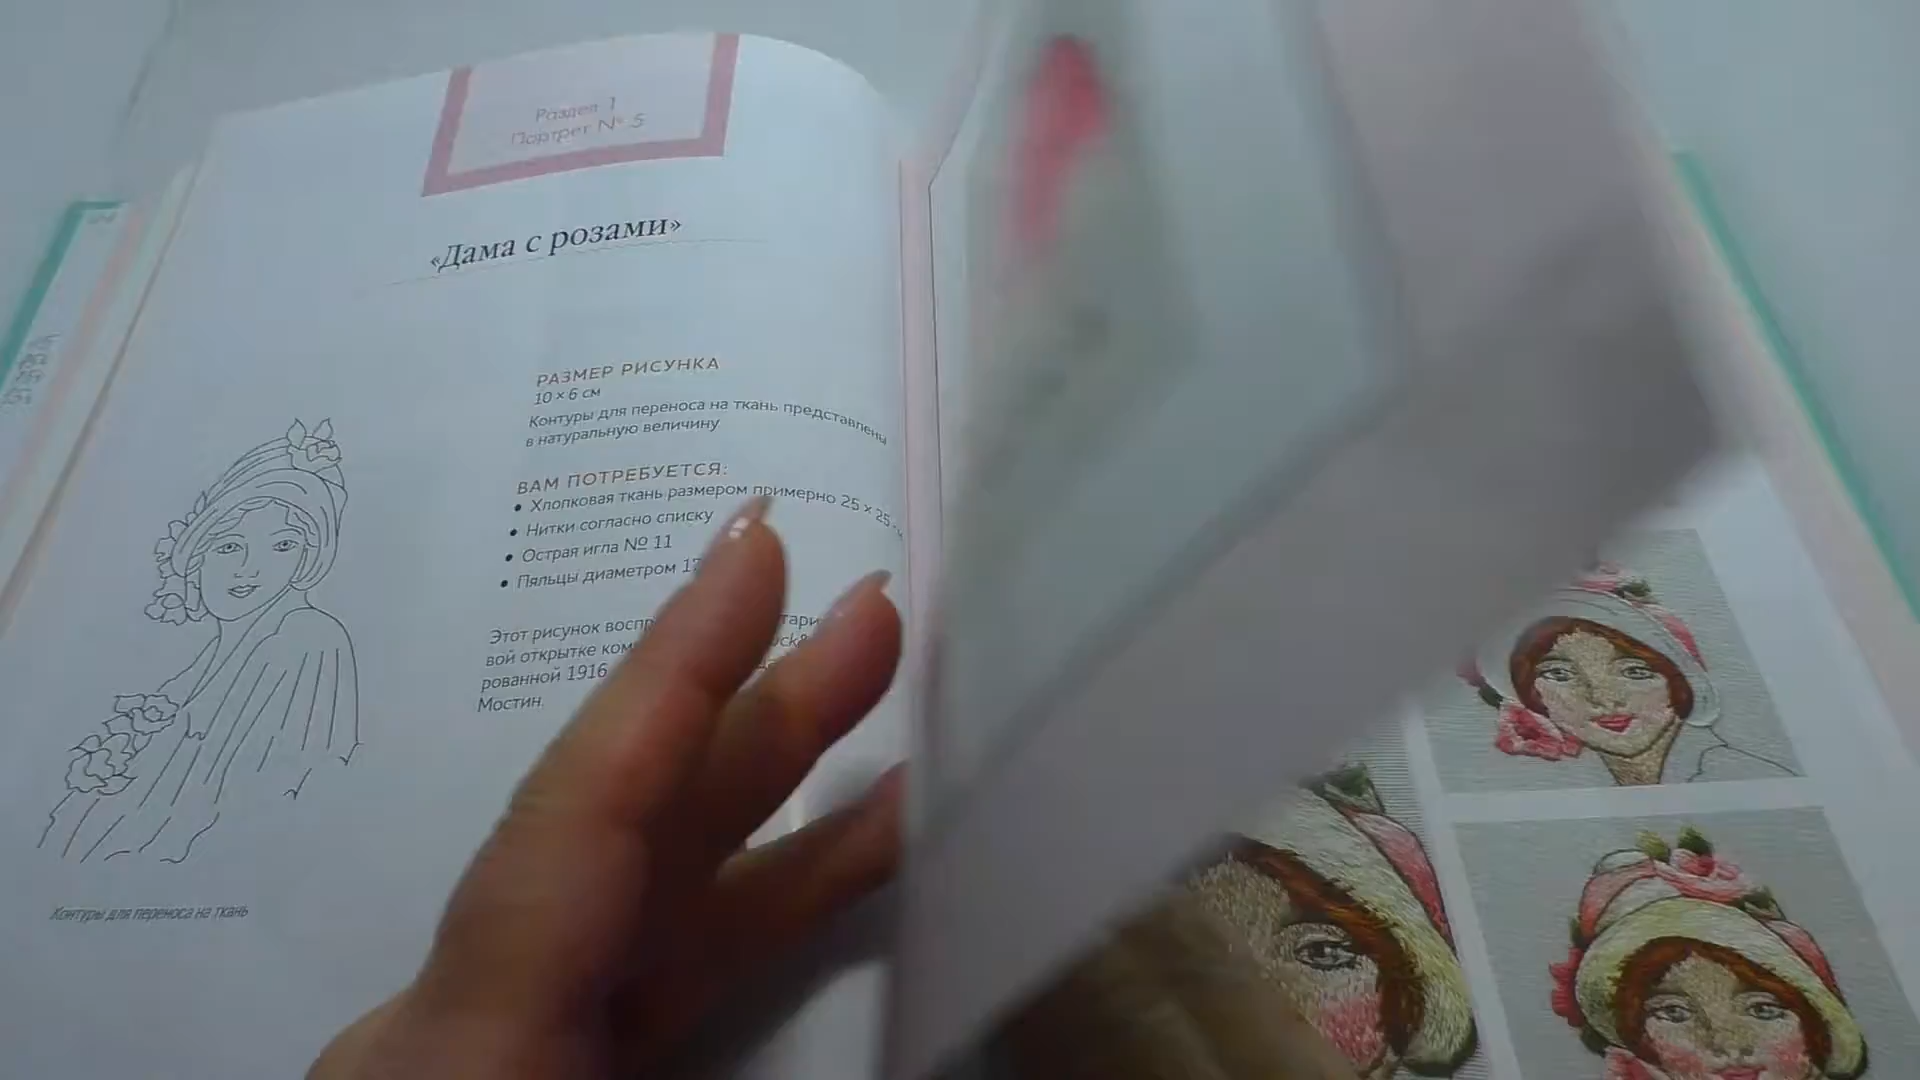 Раздел 1
Портрет № 5
«Дама с розами»
РАЗМЕР РИСУНКА
10 × 6 см
Контуры для переноса на ткань представлены
в натуральную величину
ВАМ ПОТРЕБУЕТСЯ:
• Хлопковая ткань размером примерно 25 × 25
• Нитки согласно списку
• Острая игла № 11
• Пяльцы диаметром
Этот рисунок
вой открытке
рованной 1916
Мостин.
Контуры для переноса на ткань